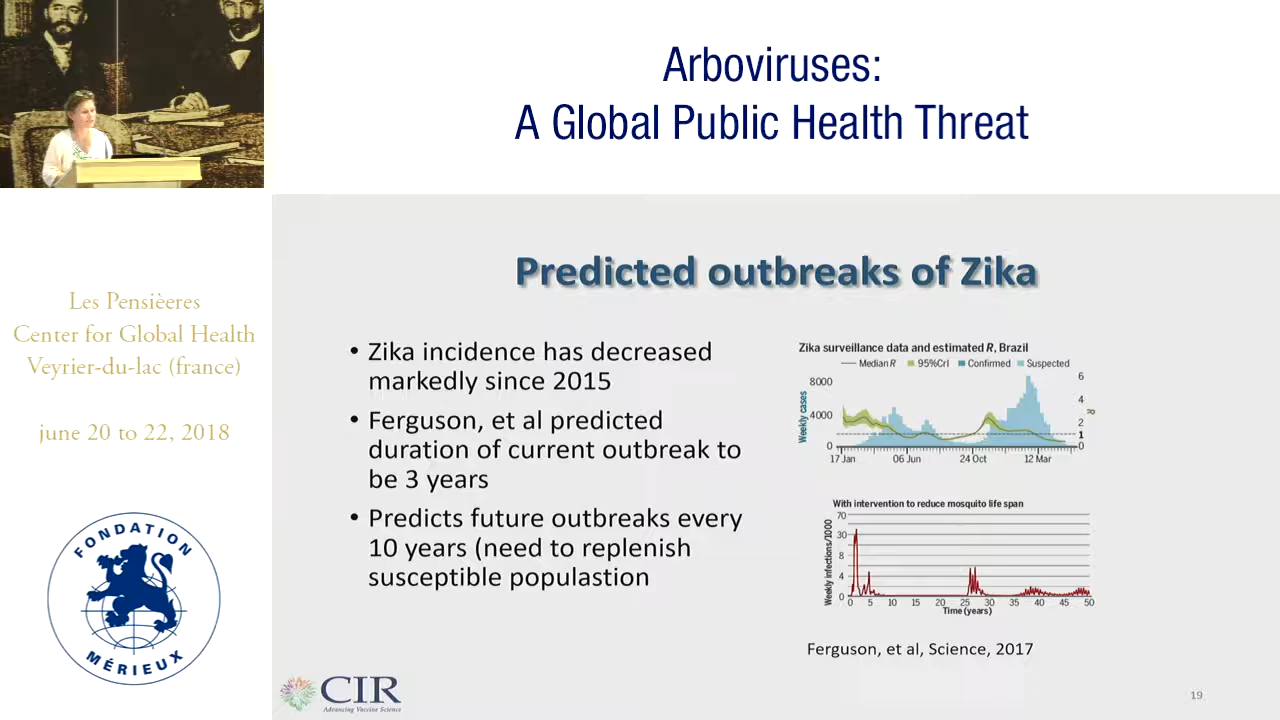 Arboviruses:
A Global Public Health Threat
Les Pensièeres
Center for Global Health
Veyrier-du-lac (france)
june 20 to 22, 2018
FONDATION
MÉRIEUX
Predicted outbreaks of Zika
• Zika incidence has decreased
markedly since 2015
• Ferguson, et al predicted
duration of current outbreak to
be 3 years
• Predicts future outbreaks every
10 years (need to replenish
susceptible populastion
Zika surveillance data and estimated R, Brazil
Median R 95%CrI Confirmed Suspected
Weekly cases
8000
4000
0
6
4
2
1
0
R
17 Jan 06 Jun 24 Oct 12 Mar
With intervention to reduce mosquito life span
Weekly infections/1000
70
30
8
4
0
0 5 10 15 20 25 30 35 40 45 50
Time (years)
Ferguson, et al, Science, 2017
CIR
Advancing Vaccine Science
19